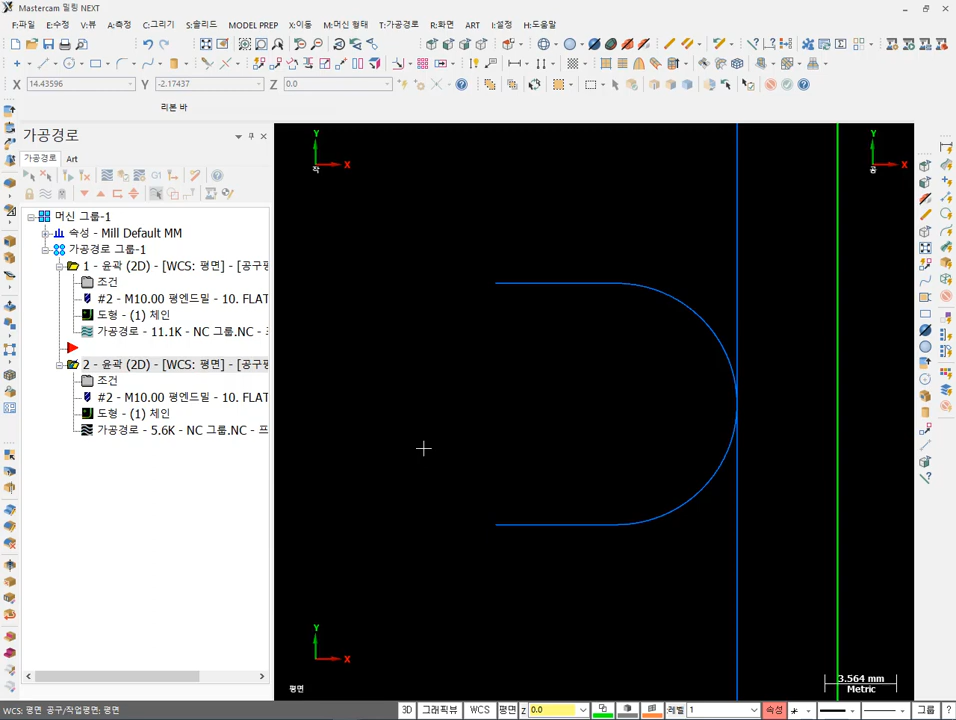 Mastercam 밀링 NEXT
F:파일 E:수정 V:뷰 A:측정 C:그리기 S:솔리드 MODEL PREP X:이동 M:머신 형태 T:가공경로 R:화면 ART I:설정 H:도움말
X 14.43596 Y -2.17437 Z 0.0
리본 바
가공경로
가공경로 Art
G1
머신 그룹-1
속성 - Mill Default MM
가공경로 그룹-1
1 - 윤곽 (2D) - [WCS: 평면] - [공구평
조건
#2 - M10.00 평엔드밀 - 10. FLAT
도형 - (1) 체인
가공경로 - 11.1K - NC 그룹.NC - 프
2 - 윤곽 (2D) - [WCS: 평면] - [공구평
조건
#2 - M10.00 평엔드밀 - 10. FLAT
도형 - (1) 체인
가공경로 - 5.6K - NC 그룹.NC - 프
Y
X
작
Y
X
공
Y
X
평면
3.564 mm
Metric
WCS: 평면 공구/작업평면: 평면
3D 그래픽뷰 WCS 평면 Z 0.0 레벨 1 속성 그룹 ?